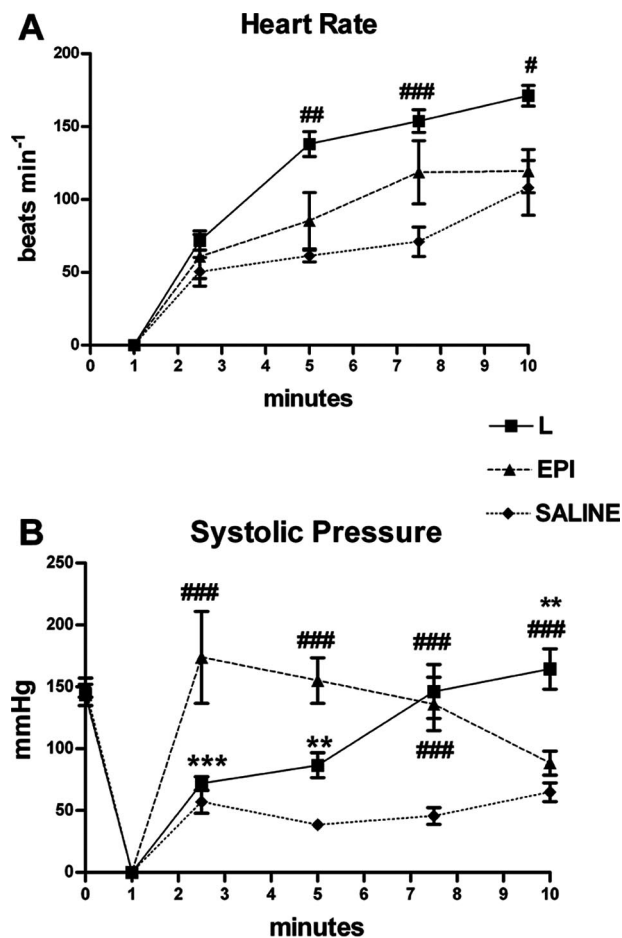 A
Heart Rate
200
150
100
50
0
beats min⁻¹
##
###
#
0 1 2 3 4 5 6 7 8 9 10
minutes
L
EPI
SALINE
B
Systolic Pressure
250
200
150
100
50
0
mmHg
###
###
###
**
###
***
**
###
0 1 2 3 4 5 6 7 8 9 10
minutes